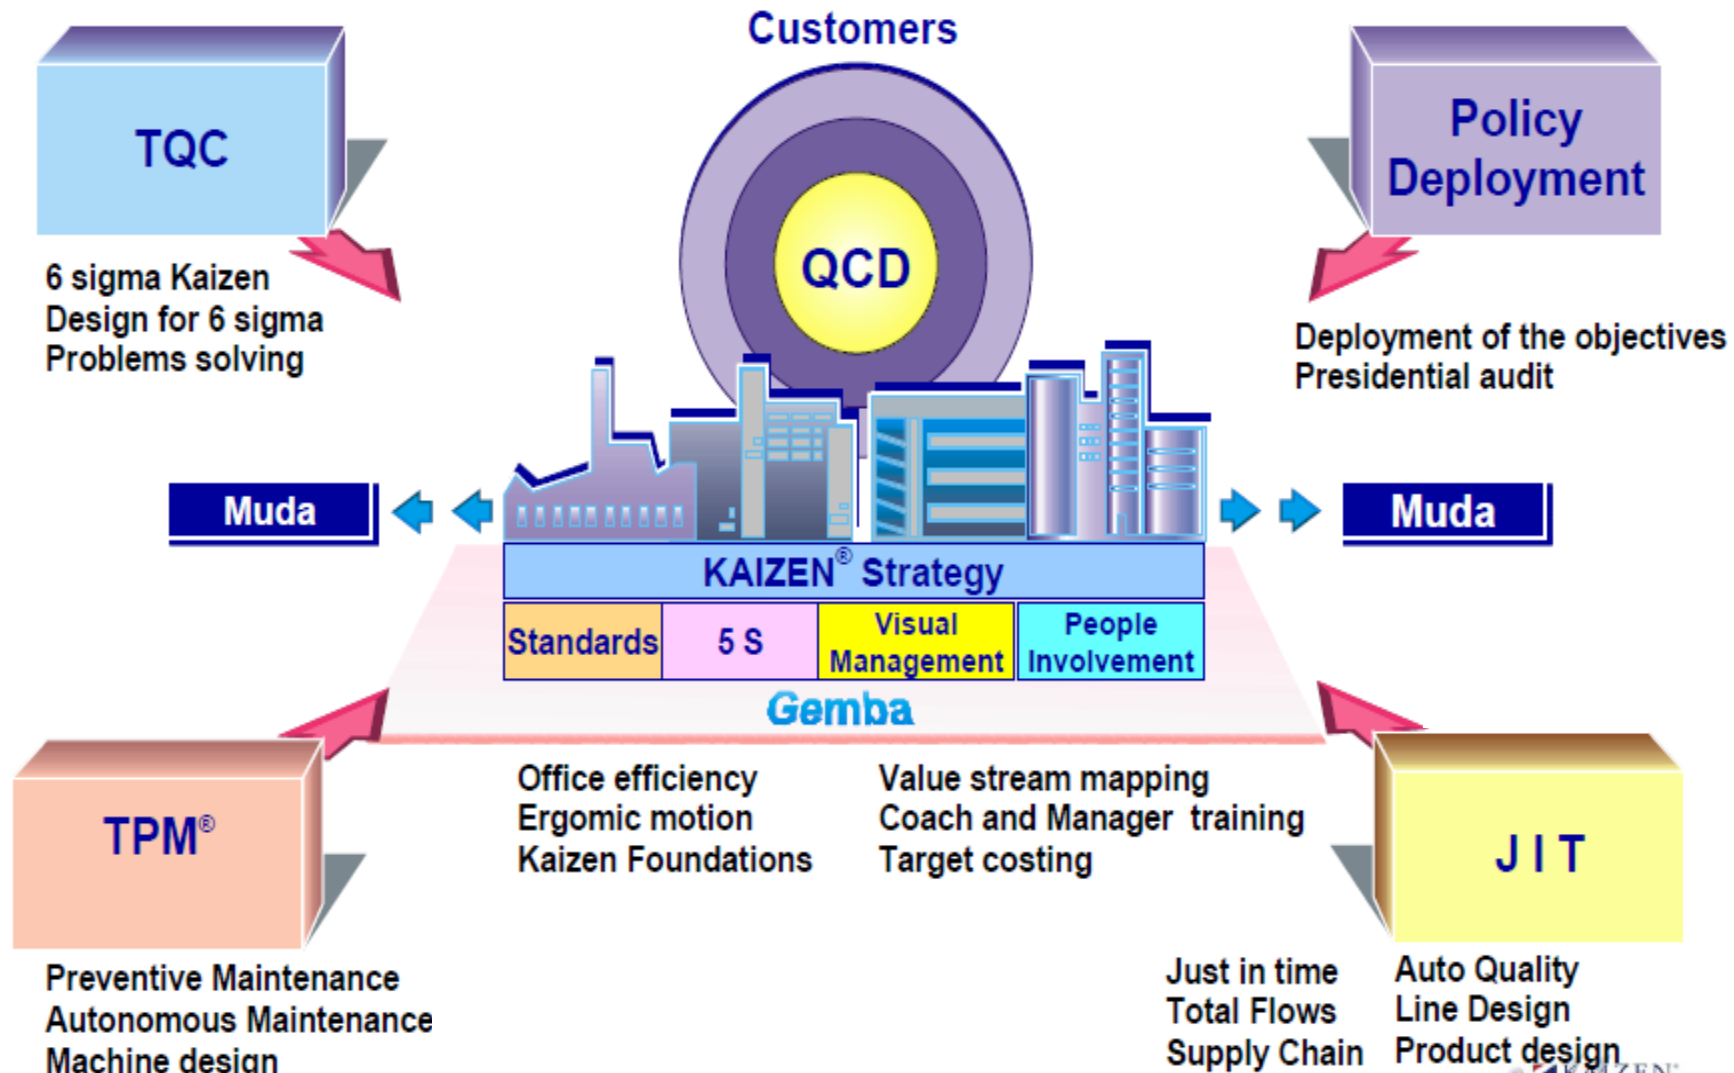 Customers
TQC
6 sigma Kaizen
Design for 6 sigma
Problems solving
QCD
Policy
Deployment
Deployment of the objectives
Presidential audit
Muda
Muda
KAIZEN® Strategy
Standards
5 S
Visual
Management
People
Involvement
Gemba
Office efficiency
Ergomic motion
Kaizen Foundations
Value stream mapping
Coach and Manager training
Target costing
TPM®
Preventive Maintenance
Autonomous Maintenance
Machine design
J I T
Just in time
Total Flows
Supply Chain
Auto Quality
Line Design
Product design
KAIZEN®